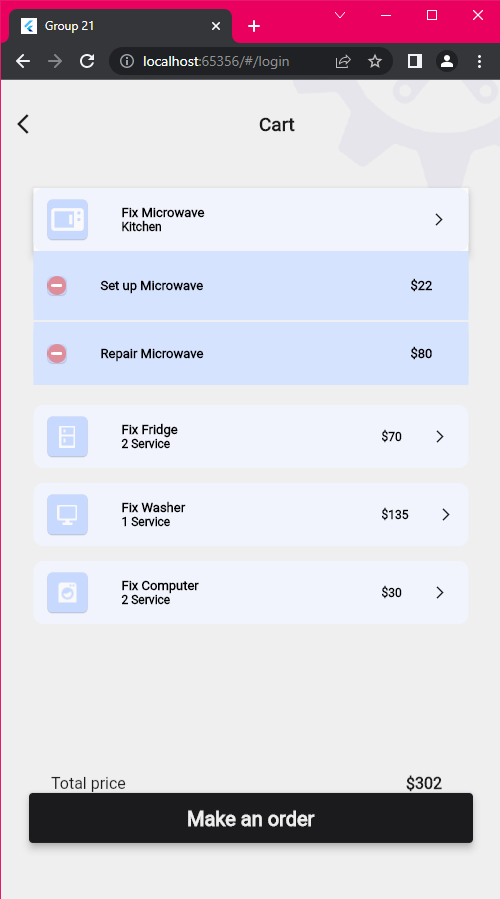 Group 21
localhost:65356/#/login
Cart
Fix Microwave
Kitchen
Set up Microwave $22
Repair Microwave $80
Fix Fridge
2 Service
$70
Fix Washer
1 Service
$135
Fix Computer
2 Service
$30
Total price $302
Make an order